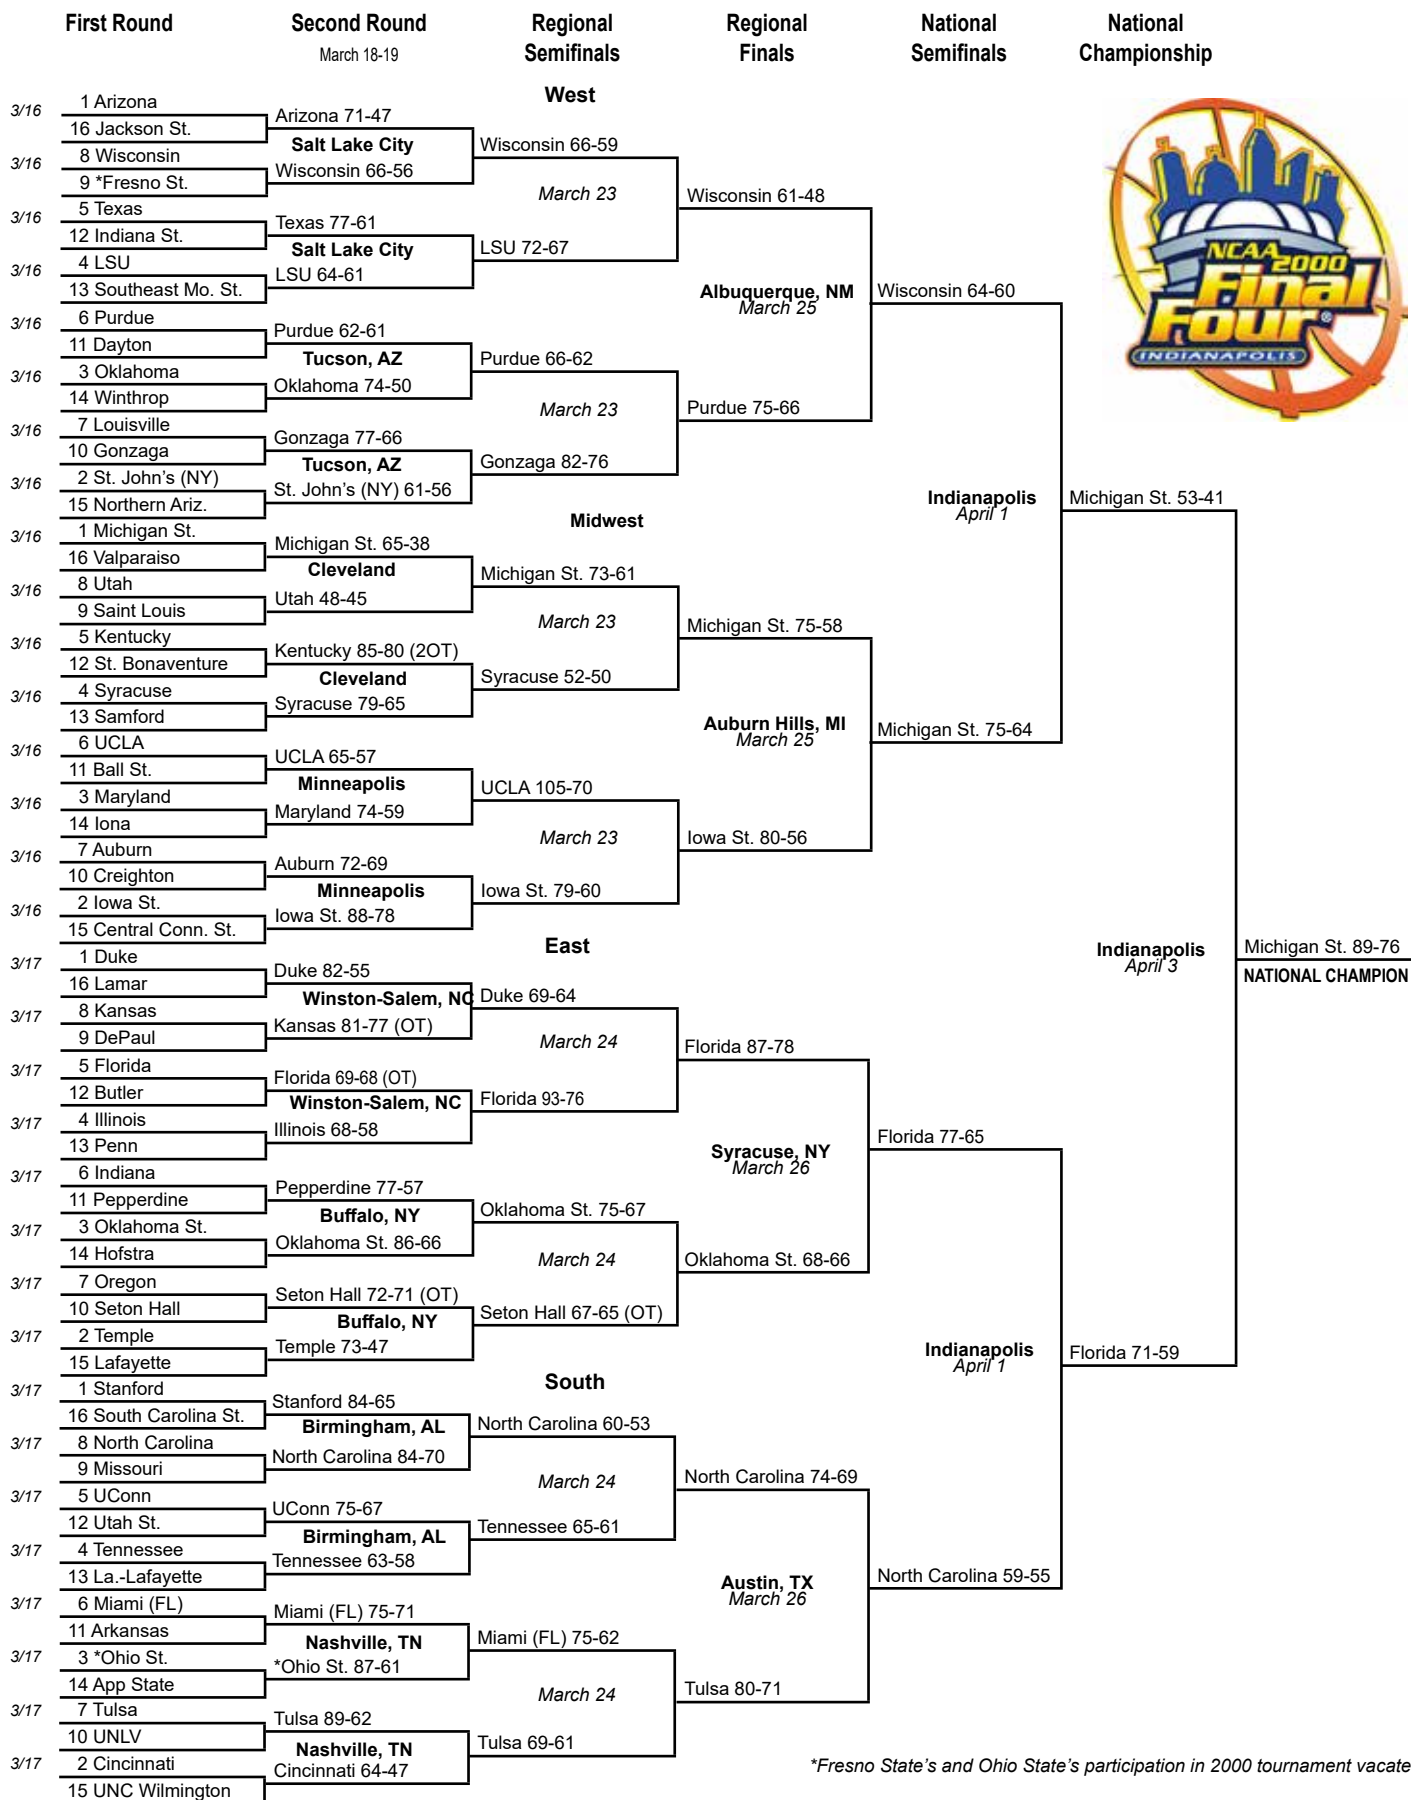 First Round
Second Round
Regional
Regional
National
National
March 18-19
Semifinals
Finals
Semifinals
Championship
West
3/16
1 Arizona
16 Jackson St.
3/16
8 Wisconsin
9 *Fresno St.
3/16
5 Texas
12 Indiana St.
3/16
4 LSU
13 Southeast Mo. St.
3/16
6 Purdue
11 Dayton
3/16
3 Oklahoma
14 Winthrop
3/16
7 Louisville
10 Gonzaga
3/16
2 St. John's (NY)
15 Northern Ariz.
Arizona 71-47
Salt Lake City
Wisconsin 66-56
Texas 77-61
Salt Lake City
LSU 64-61
Purdue 62-61
Tucson, AZ
Oklahoma 74-50
Gonzaga 77-66
Tucson, AZ
St. John's (NY) 61-56
Wisconsin 66-59
March 23
LSU 72-67
Purdue 66-62
March 23
Gonzaga 82-76
Wisconsin 61-48
Albuquerque, NM
March 25
Purdue 75-66
Wisconsin 64-60
Midwest
3/16
1 Michigan St.
16 Valparaiso
3/16
8 Utah
9 Saint Louis
3/16
5 Kentucky
12 St. Bonaventure
3/16
4 Syracuse
13 Samford
3/16
6 UCLA
11 Ball St.
3/16
3 Maryland
14 Iona
3/16
7 Auburn
10 Creighton
3/16
2 Iowa St.
15 Central Conn. St.
Michigan St. 65-38
Cleveland
Utah 48-45
Kentucky 85-80 (2OT)
Cleveland
Syracuse 79-65
UCLA 65-57
Minneapolis
Maryland 74-59
Auburn 72-69
Minneapolis
Iowa St. 88-78
Michigan St. 73-61
March 23
Syracuse 52-50
UCLA 105-70
March 23
Iowa St. 79-60
Michigan St. 75-58
Auburn Hills, MI
March 25
Iowa St. 80-56
Michigan St. 75-64
East
3/17
1 Duke
16 Lamar
3/17
8 Kansas
9 DePaul
3/17
5 Florida
12 Butler
3/17
4 Illinois
13 Penn
3/17
6 Indiana
11 Pepperdine
3/17
3 Oklahoma St.
14 Hofstra
3/17
7 Oregon
10 Seton Hall
3/17
2 Temple
15 Lafayette
Duke 82-55
Winston-Salem, NC
Kansas 81-77 (OT)
Florida 69-68 (OT)
Winston-Salem, NC
Illinois 68-58
Pepperdine 77-57
Buffalo, NY
Oklahoma St. 86-66
Seton Hall 72-71 (OT)
Buffalo, NY
Temple 73-47
Duke 69-64
March 24
Florida 93-76
Oklahoma St. 75-67
March 24
Seton Hall 67-65 (OT)
Florida 87-78
Syracuse, NY
March 26
Oklahoma St. 68-66
Florida 77-65
South
3/17
1 Stanford
16 South Carolina St.
3/17
8 North Carolina
9 Missouri
3/17
5 UConn
12 Utah St.
3/17
4 Tennessee
13 La.-Lafayette
3/17
6 Miami (FL)
11 Arkansas
3/17
3 *Ohio St.
14 App State
3/17
7 Tulsa
10 UNLV
3/17
2 Cincinnati
15 UNC Wilmington
Stanford 84-65
Birmingham, AL
North Carolina 84-70
UConn 75-67
Birmingham, AL
Tennessee 63-58
Miami (FL) 75-71
Nashville, TN
*Ohio St. 87-61
Tulsa 89-62
Nashville, TN
Cincinnati 64-47
North Carolina 60-53
March 24
Tennessee 65-61
Miami (FL) 75-62
March 24
Tulsa 69-61
North Carolina 74-69
Austin, TX
March 26
Tulsa 80-71
North Carolina 59-55
Indianapolis
April 1
Michigan St. 53-41
Indianapolis
April 1
Florida 71-59
Indianapolis
April 3
Michigan St. 89-76
NATIONAL CHAMPION
NCAA 2000
Final
Four®
INDIANAPOLIS
*Fresno State's and Ohio State's participation in 2000 tournament vacate